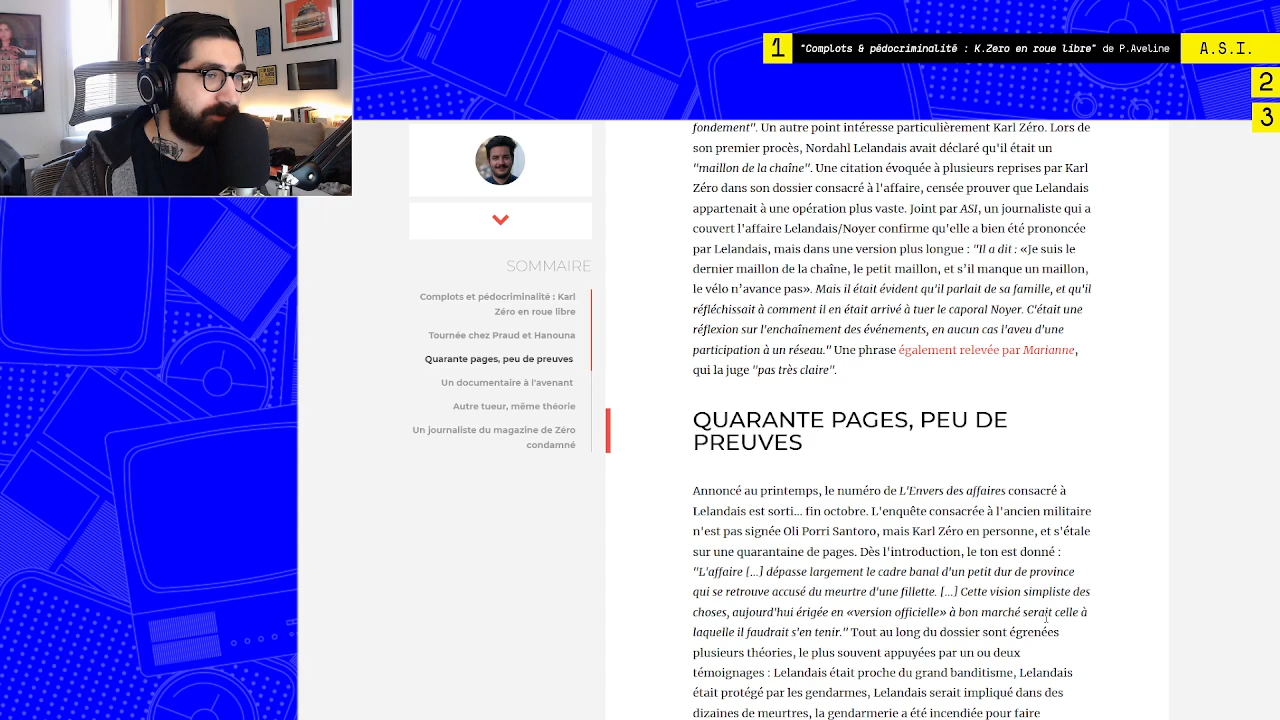 1 "Complots & pédocriminalité : K.Zero en roue libre" de P.Aveline A.S.I.
2
3
SOMMAIRE
Complots et pédocriminalité : Karl
Zéro en roue libre
Tournée chez Praud et Hanouna
Quarante pages, peu de preuves
Un documentaire à l'avenant
Autre tueur, même théorie
Un journaliste du magazine de Zéro
condamné
fondement". Un autre point intéresse particulièrement Karl Zéro. Lors de
son premier procès, Nordahl Lelandais avait déclaré qu'il était un
"maillon de la chaîne". Une citation évoquée à plusieurs reprises par Karl
Zéro dans son dossier consacré à l'affaire, censée prouver que Lelandais
appartenait à une opération plus vaste. Joint par ASI, un journaliste qui a
couvert l'affaire Lelandais/Noyer confirme qu'elle a bien été prononcée
par Lelandais, mais dans une version plus longue : "Il a dit : «Je suis le
dernier maillon de la chaîne, le petit maillon, et s’il manque un maillon,
le vélo n’avance pas». Mais il était évident qu'il parlait de sa famille, et qu'il
réfléchissait à comment il en était arrivé à tuer le caporal Noyer. C'était une
réflexion sur l'enchaînement des événements, en aucun cas l'aveu d'une
participation à un réseau." Une phrase également relevée par Marianne,
qui la juge "pas très claire".
QUARANTE PAGES, PEU DE
PREUVES
Annoncé au printemps, le numéro de L'Envers des affaires consacré à
Lelandais est sorti… fin octobre. L'enquête consacrée à l'ancien militaire
n'est pas signée Oli Porri Santoro, mais Karl Zéro en personne, et s'étale
sur une quarantaine de pages. Dès l'introduction, le ton est donné :
"L'affaire […] dépasse largement le cadre banal d'un petit dur de province
qui se retrouve accusé du meurtre d'une fillette. […] Cette vision simpliste des
choses, aujourd'hui érigée en «version officielle» à bon marché serait celle à
laquelle il faudrait s'en tenir." Tout au long du dossier sont égrenées
plusieurs théories, le plus souvent appuyées par un ou deux
témoignages : Lelandais était proche du grand banditisme, Lelandais
était protégé par les gendarmes, Lelandais serait impliqué dans des
dizaines de meurtres, la gendarmerie a été incendiée pour faire